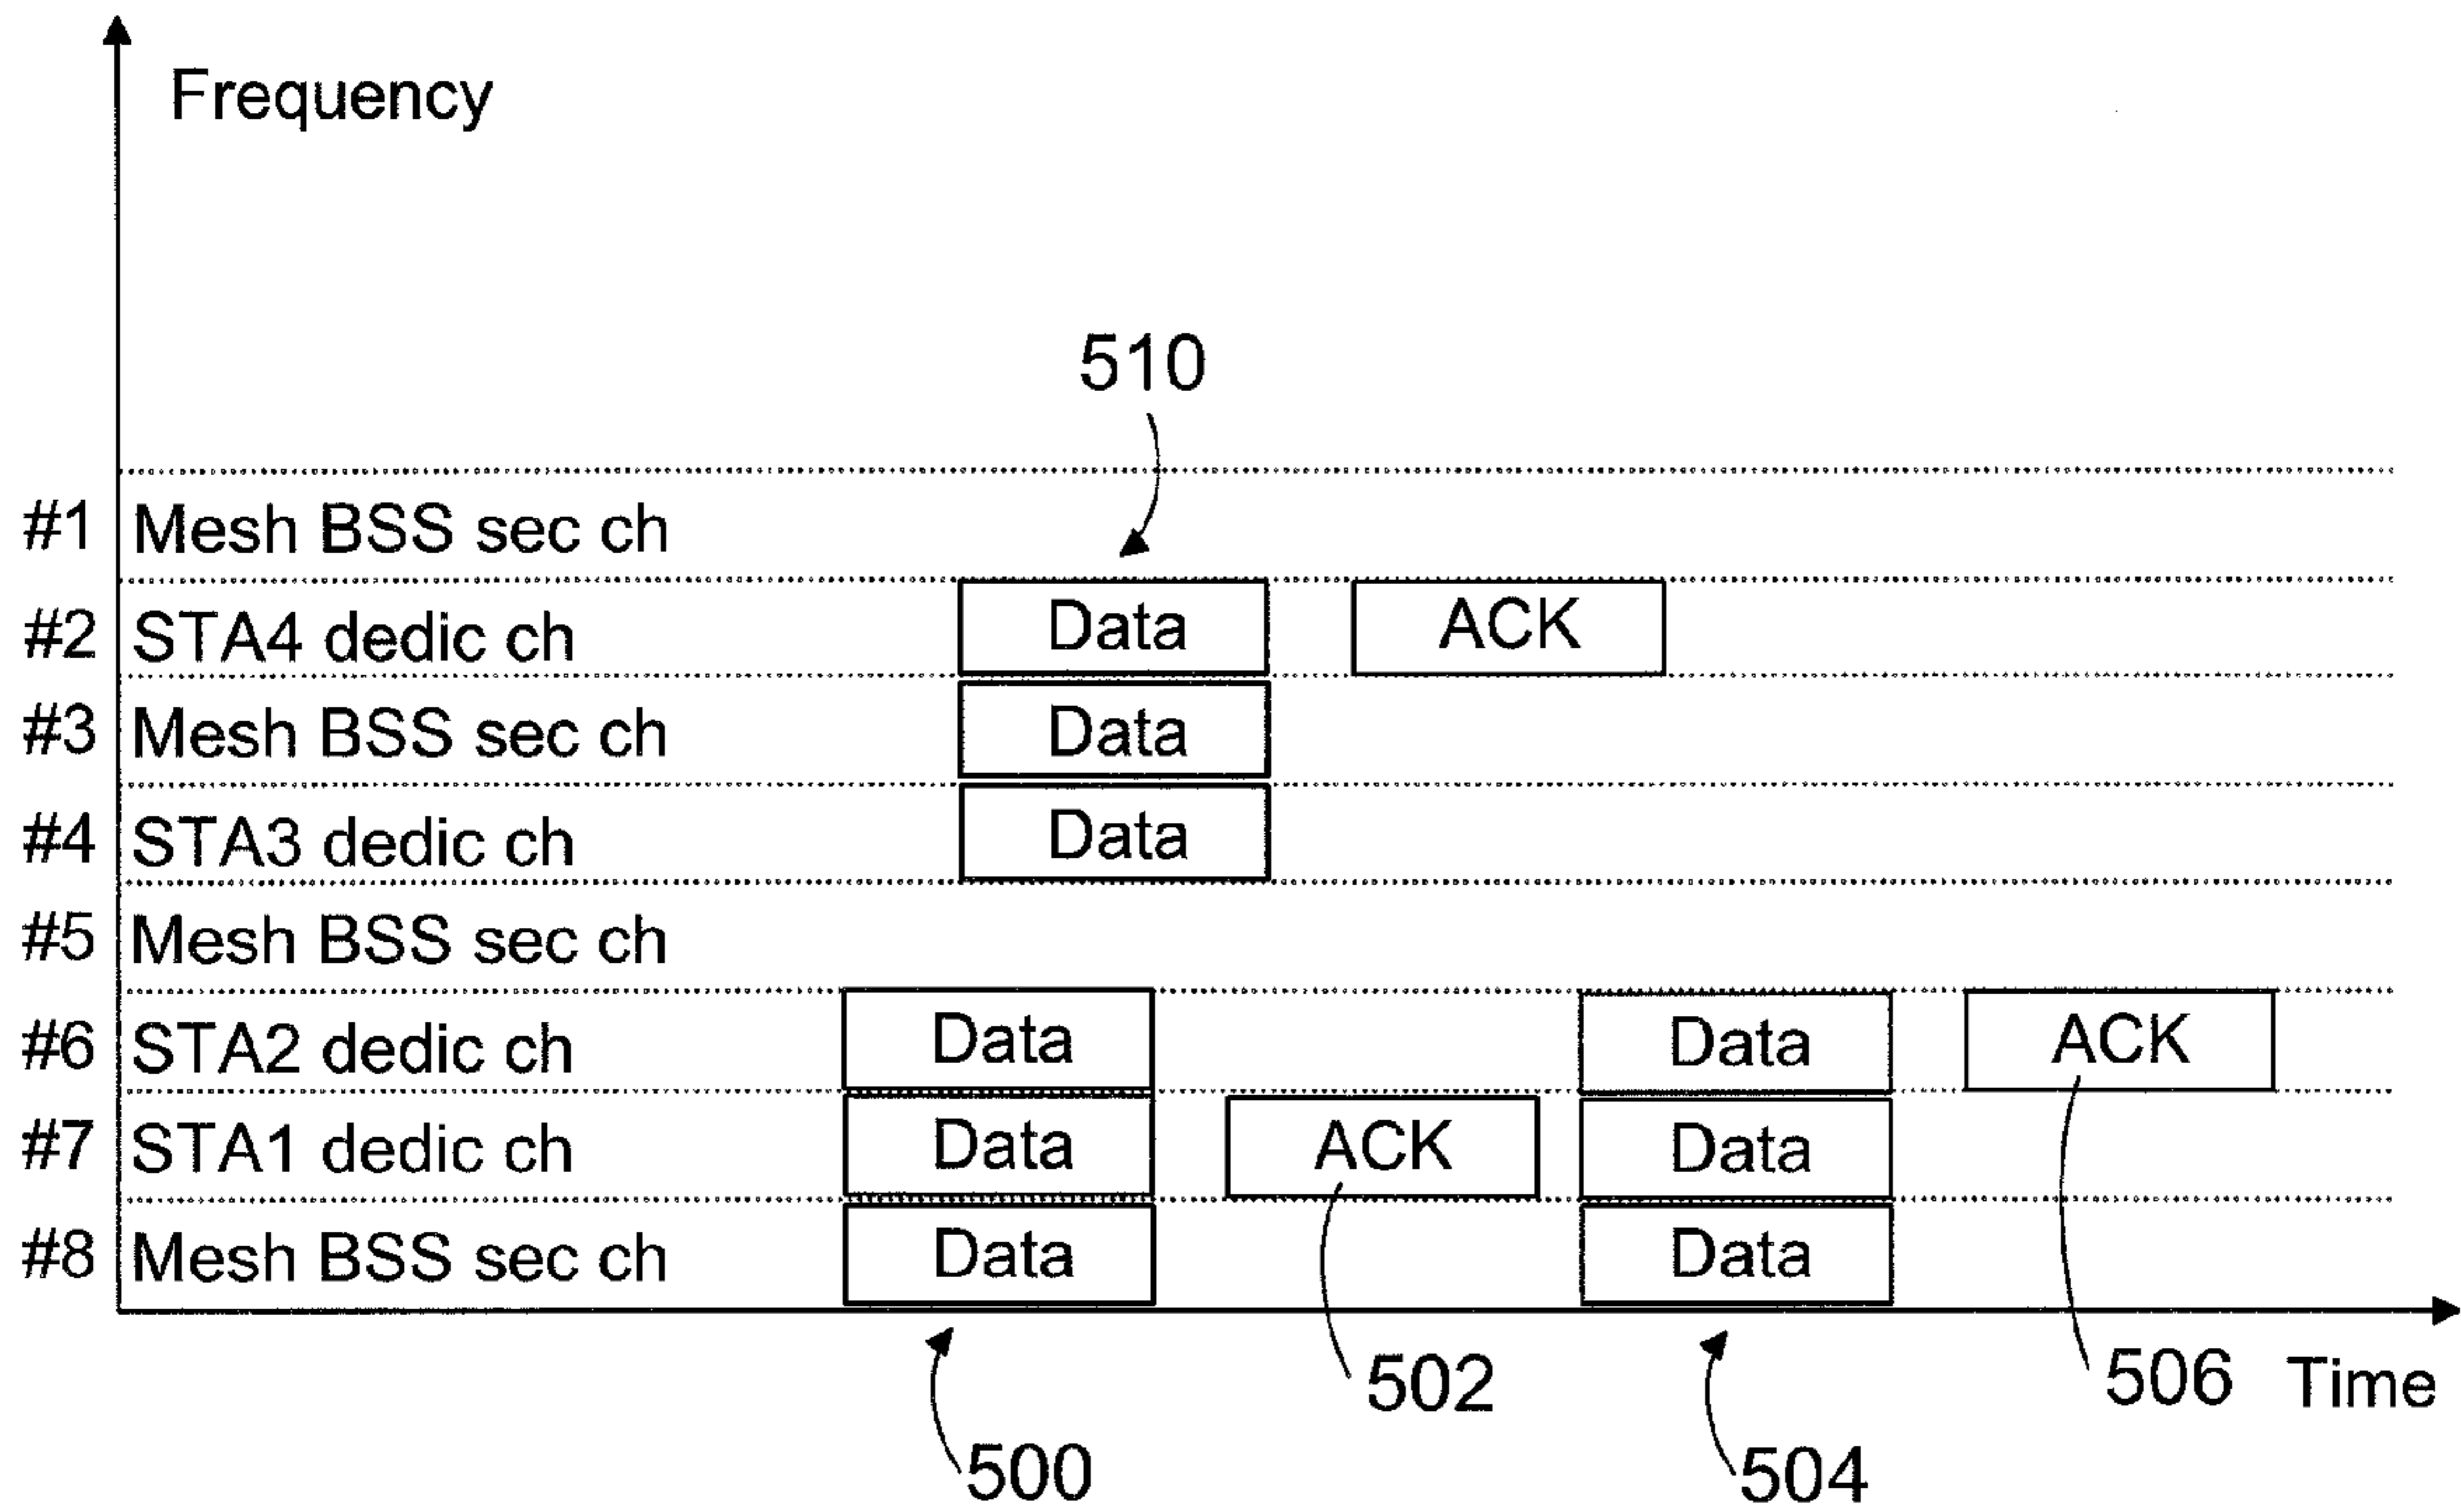 Frequency
510
#1 Mesh BSS sec ch
#2 STA4 dedic ch Data ACK
#3 Mesh BSS sec ch Data
#4 STA3 dedic ch Data
#5 Mesh BSS sec ch
#6 STA2 dedic ch Data Data ACK
#7 STA1 dedic ch Data ACK Data
#8 Mesh BSS sec ch Data Data
502 506 Time
500 504